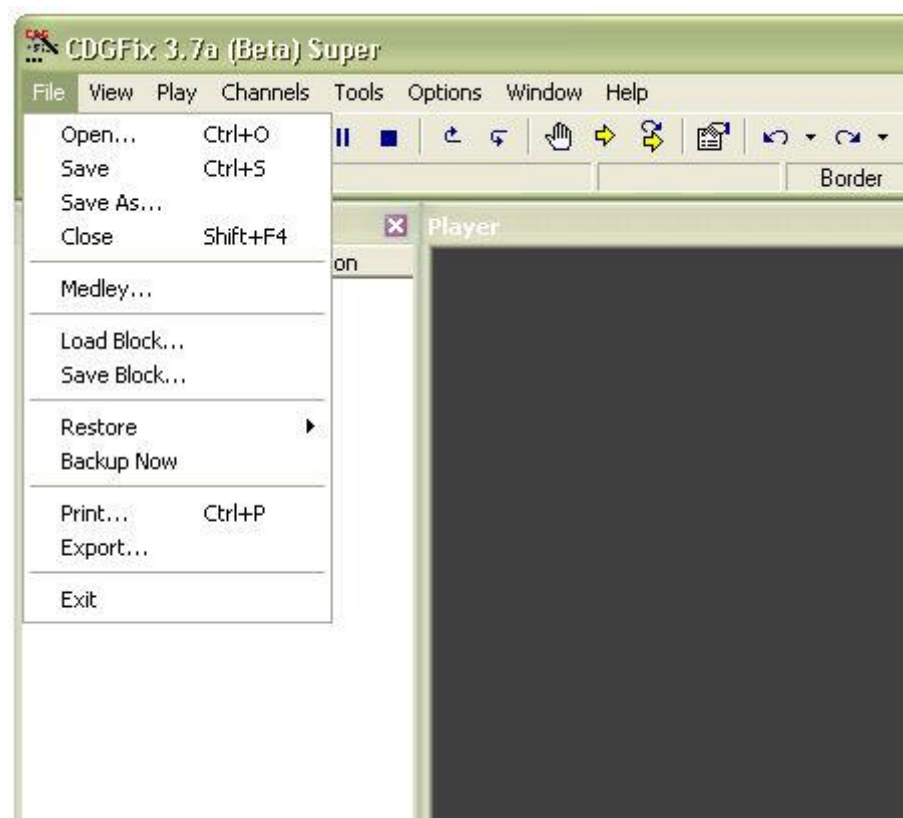 CDGFix 3.7a (Beta) Super
File View Play Channels Tools Options Window Help
Open... Ctrl+O
Save Ctrl+S
Border
Save As...
Close Shift+F4
Player
on
Medley...
Load Block...
Save Block...
Restore
Backup Now
Print... Ctrl+P
Export...
Exit